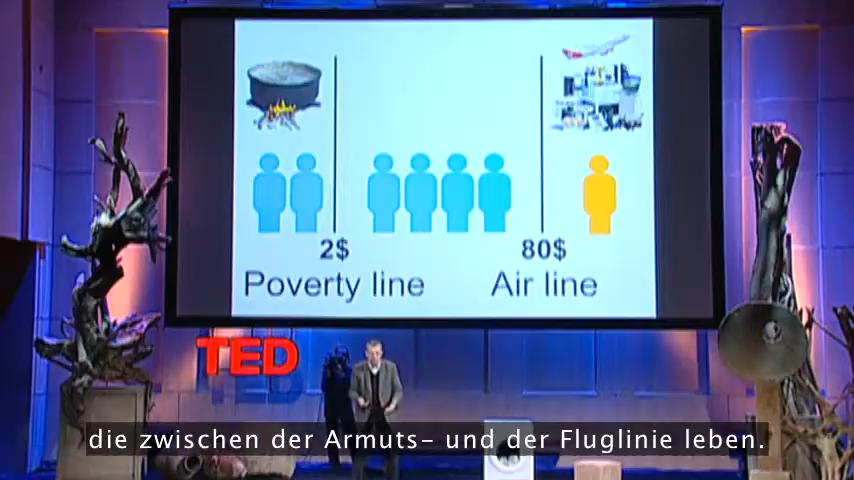 2$ 80$
Poverty line Air line
TED
die zwischen der Armuts- und der Fluglinie leben.